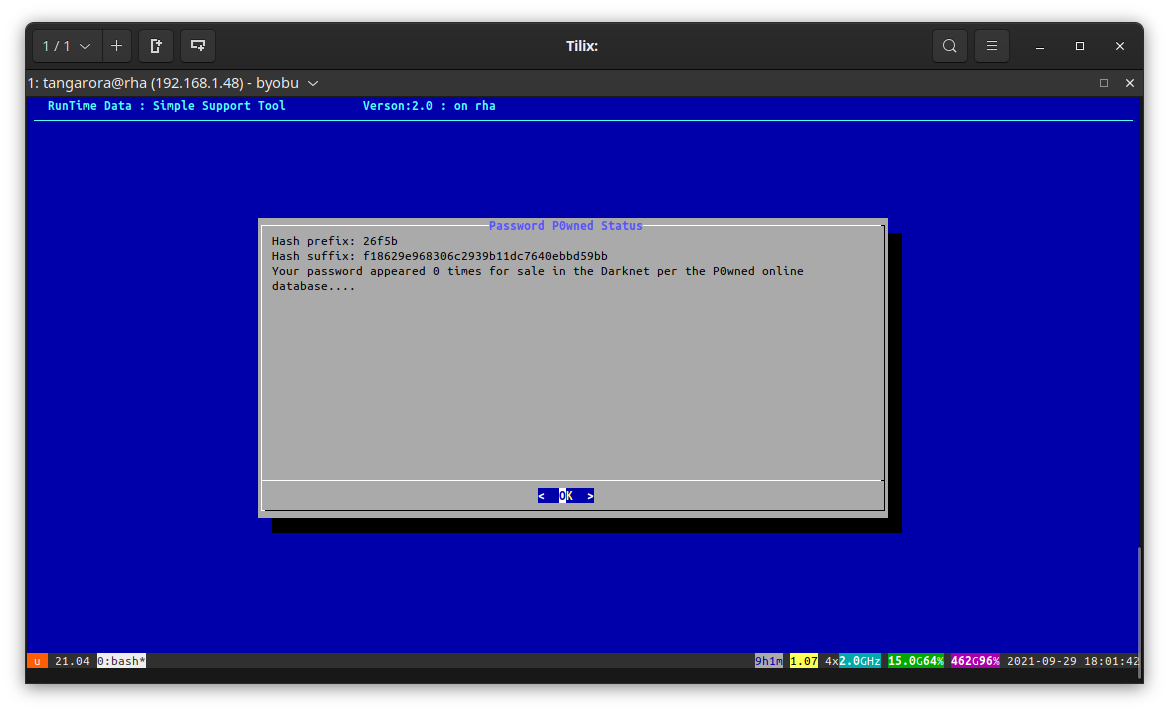 1 / 1
Tilix:
1: tangarora@rha (192.168.1.48) - byobu
RunTime Data : Simple Support Tool Verson:2.0 : on rha
Password P0wned Status
Hash prefix: 26f5b
Hash suffix: f18629e968306c2939b11dc7640ebbd59bb
Your password appeared 0 times for sale in the Darknet per the P0wned online
database....
< OK >
u 21.04 0:bash* 9h1m 1.07 4x2.0GHz 15.0G64% 462G96% 2021-09-29 18:01:42